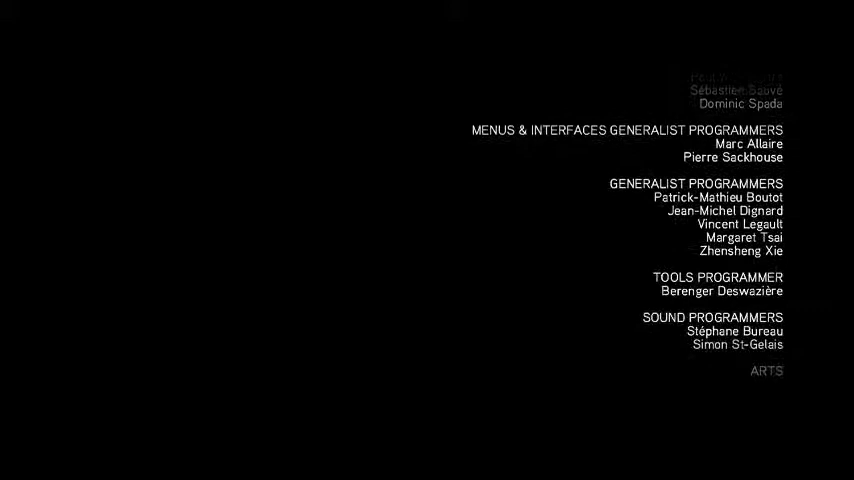 Sébastien Sauvé
Dominic Spada
MENUS & INTERFACES GENERALIST PROGRAMMERS
Marc Allaire
Pierre Sackhouse
GENERALIST PROGRAMMERS
Patrick-Mathieu Boutot
Jean-Michel Dignard
Vincent Legault
Margaret Tsai
Zhensheng Xie
TOOLS PROGRAMMER
Berenger Deswazière
SOUND PROGRAMMERS
Stéphane Bureau
Simon St-Gelais
ARTS